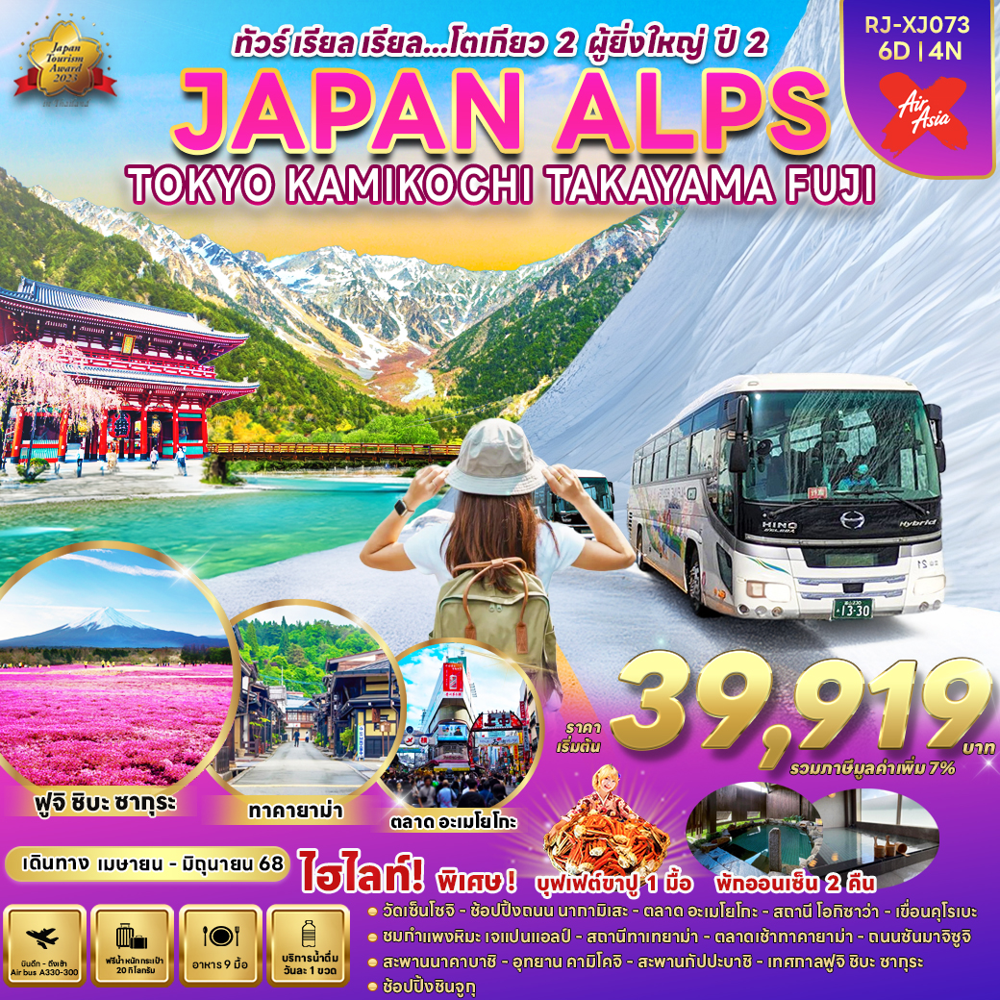 Japan
Tourism
Award
2023
in Thailand
ทัวร์ เรียล เรียล...โตเกียว 2 ผู้ยิ่งใหญ่ ปี 2
JAPAN ALPS
TOKYO KAMIKOCHI TAKAYAMA FUJI
RJ-XJ073
6D | 4N
Air
Asia
HINO
SELEGA
Hybrid
13-30
ราคา
เริ่มต้น
39,919
บาท
รวมภาษีมูลค่าเพิ่ม 7%
ฟูจิ ชิบะ ซากุระ
ทาคายาม่า
ตลาด อะเมโยโกะ
เดินทาง เมษายน - มิถุนายน 68
ไฮไลท์! พิเศษ! บุฟเฟ่ต์ขาปู 1 มื้อ พักออนเซ็น 2 คืน
วัดเซ็นโซจิ - ช้อปปิ้งถนน นากามิเสะ - ตลาด อะเมโยโกะ - สถานี โอกิซาว่า - เขื่อนคุโรเบะ
ชมกำแพงหิมะ เจแปนแอลป์ - สถานีทาเทยาม่า - ตลาดเช้าทาคายาม่า - ถนนซันมาจิซูจิ
สะพานนาคาบาชิ - อุทยาน คามิโคจิ - สะพานกัปปะบาชิ - เทศกาลฟูจิ ชิบะ ซากุระ
ช้อปปิ้งชินจูกุ
บินดึก - ถึงเช้า
Air bus A330-300
ฟรีน้ำหนักกระเป๋า
20 กิโลกรัม
อาหาร 9 มื้อ
บริการน้ำดื่ม
วันละ 1 ขวด